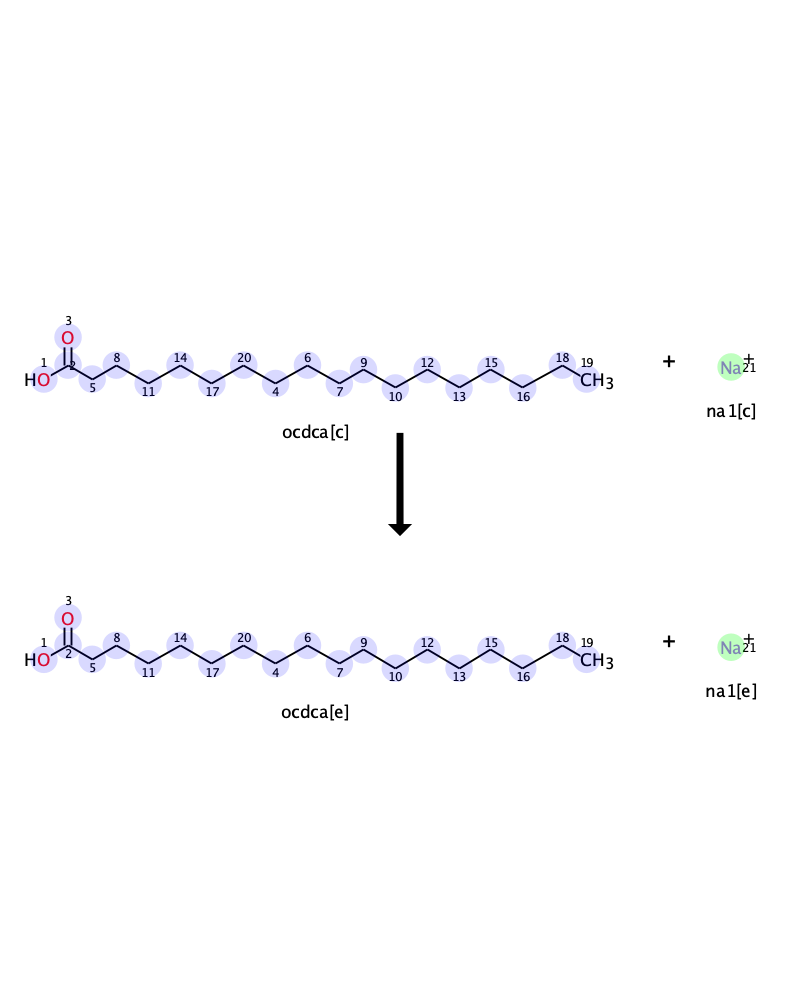 3
O
1 2 8 14 20 6 9 12 15 18 19 + Na+ 21
HO 5 11 17 4 7 10 13 16 CH3
na1[c]
ocdca[c]
3
O
1 2 8 14 20 6 9 12 15 18 19 + Na+ 21
HO 5 11 17 4 7 10 13 16 CH3
na1[e]
ocdca[e]